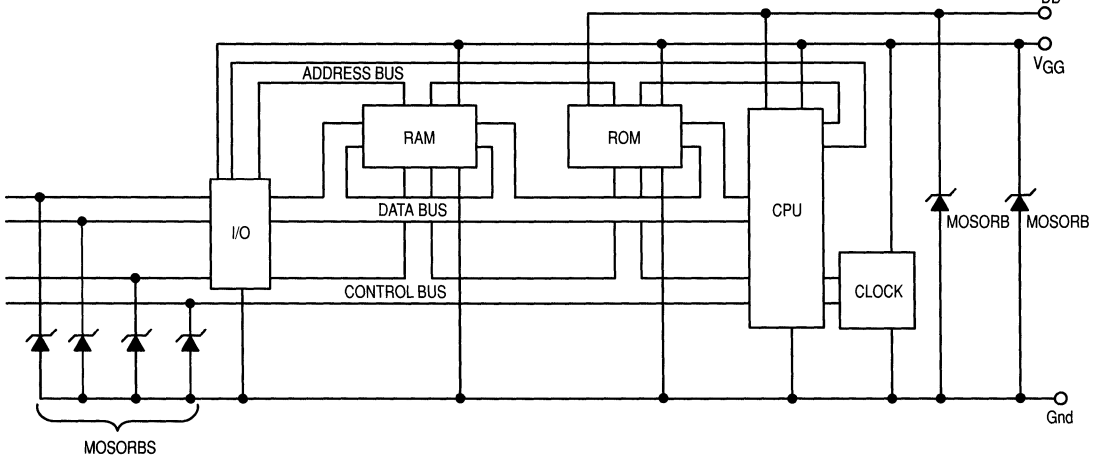 VGG
ADDRESS BUS
RAM
ROM
CPU
DATA BUS
I/O
MOSORB
MOSORB
CLOCK
CONTROL BUS
Gnd
MOSORBS